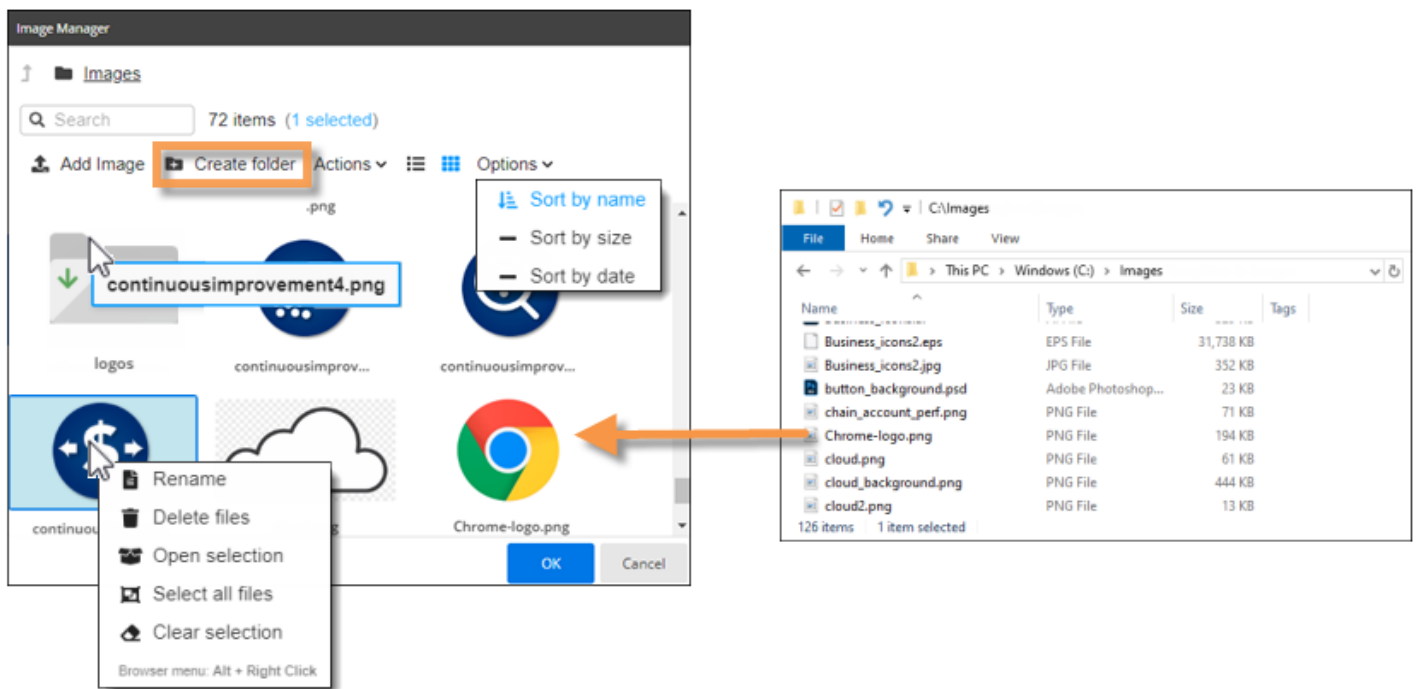 Image Manager
Images
Search
72 items (1 selected)
Add Image Create folder Actions Options
Sort by name
Sort by size
Sort by date
.png
continuousimprovement4.png
logos
continuousimprov...
continuousimprov...
Chrome-logo.png
Rename
Delete files
Open selection
Select all files
Clear selection
Browser menu: Alt + Right Click
OK Cancel
C:\Images
File Home Share View
This PC > Windows (C:) > Images
Name Type Size Tags
Business_icons2.eps EPS File 31,738 KB
Business_icons2.jpg JPG File 352 KB
button_background.psd Adobe Photoshop... 23 KB
chain_account_perf.png PNG File 71 KB
Chrome-logo.png PNG File 194 KB
cloud.png PNG File 61 KB
cloud_background.png PNG File 444 KB
cloud2.png PNG File 13 KB
126 items 1 item selected